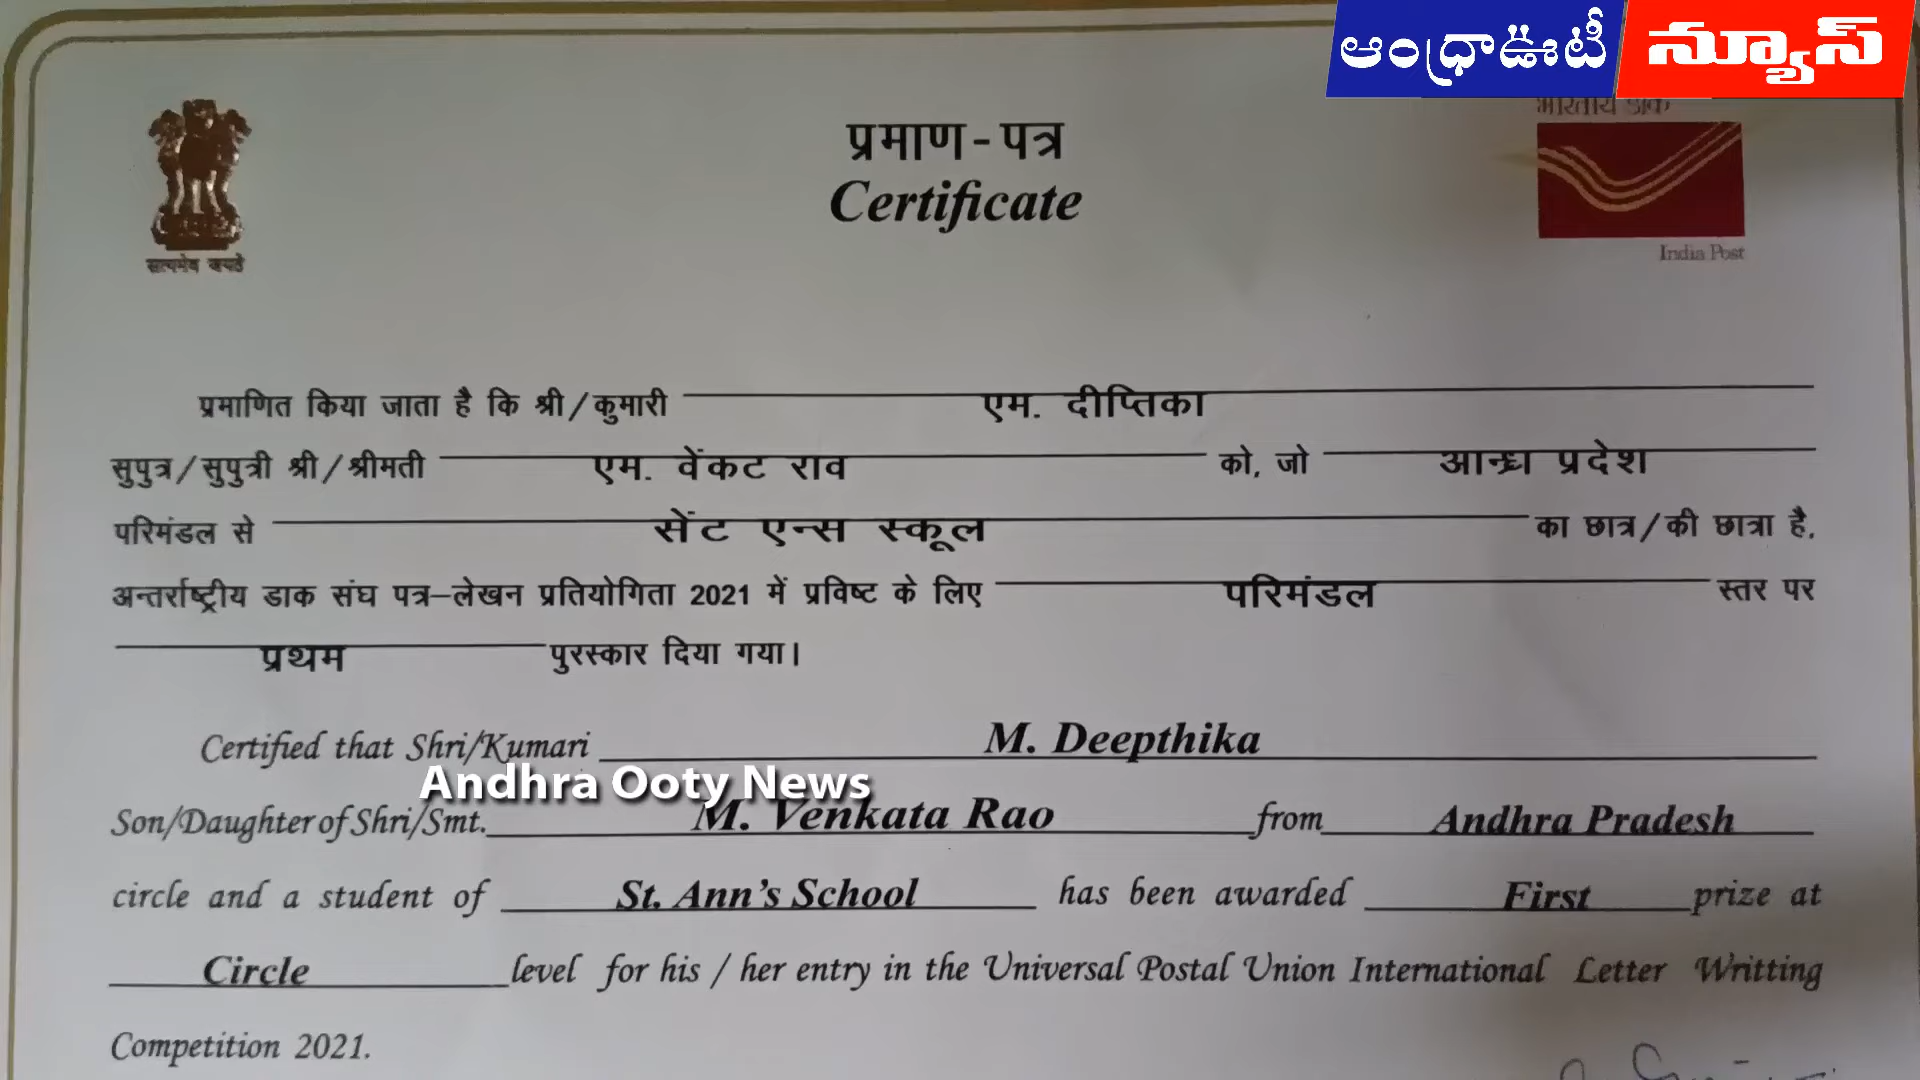 ఆంధ్రాఊటీ న్యూస్
भारतीय डाक
प्रमाण-पत्र
Certificate
सत्यमेव जयते
India Post
प्रमाणित किया जाता है कि श्री/कुमारी एम. दीप्तिका
सुपुत्र/सुपुत्री श्री/श्रीमती एम. वेंकट राव को, जो आन्ध्र प्रदेश
परिमंडल से सेंट एन्स स्कूल का छात्र/की छात्रा है,
अन्तर्राष्ट्रीय डाक संघ पत्र–लेखन प्रतियोगिता 2021 में प्रविष्ट के लिए परिमंडल स्तर पर
प्रथम पुरस्कार दिया गया।
Certified that Shri/Kumari M. Deepthika
Andhra Ooty News
Son/Daughter of Shri/Smt. M. Venkata Rao from Andhra Pradesh
circle and a student of St. Ann's School has been awarded First prize at
Circle level for his / her entry in the Universal Postal Union International Letter Writting
Competition 2021.